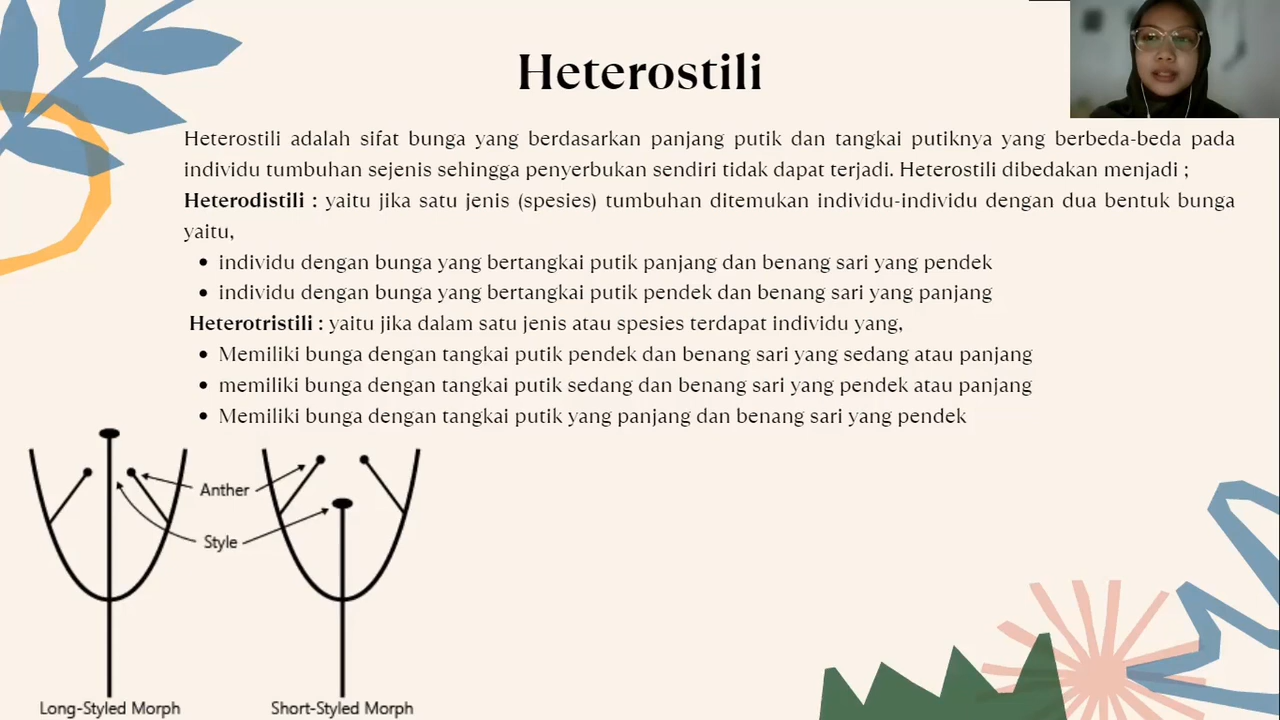 Heterostili
Heterostili adalah sifat bunga yang berdasarkan panjang putik dan tangkai putiknya yang berbeda-beda pada
individu tumbuhan sejenis sehingga penyerbukan sendiri tidak dapat terjadi. Heterostili dibedakan menjadi ;
Heterodistili : yaitu jika satu jenis (spesies) tumbuhan ditemukan individu-individu dengan dua bentuk bunga
yaitu,
• individu dengan bunga yang bertangkai putik panjang dan benang sari yang pendek
• individu dengan bunga yang bertangkai putik pendek dan benang sari yang panjang
Heterotristili : yaitu jika dalam satu jenis atau spesies terdapat individu yang,
• Memiliki bunga dengan tangkai putik pendek dan benang sari yang sedang atau panjang
• memiliki bunga dengan tangkai putik sedang dan benang sari yang pendek atau panjang
• Memiliki bunga dengan tangkai putik yang panjang dan benang sari yang pendek
Anther
Style
Long-Styled Morph
Short-Styled Morph